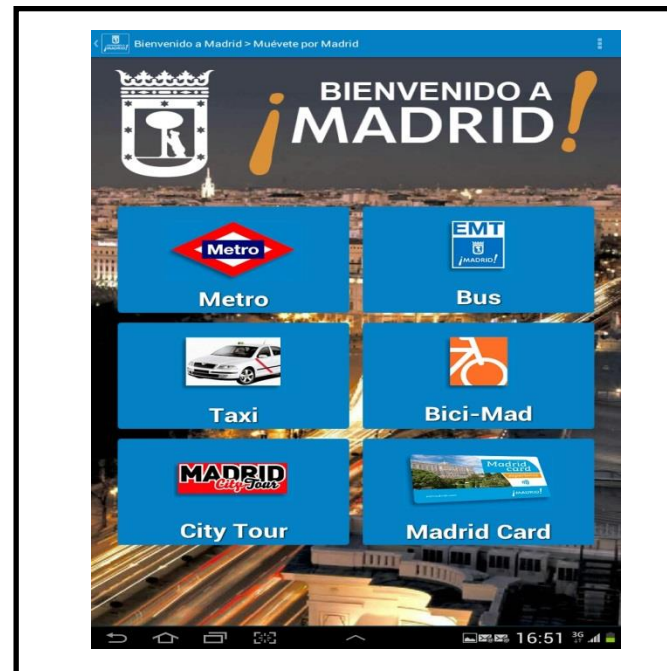 Bienvenido a Madrid > Muévete por Madrid
¡BIENVENIDO A
MADRID!
Metro
Metro
EMT
¡MADRID!
Bus
Taxi
Bici-Mad
MADRID
City Tour
City Tour
Madrid
card
¡MADRID!
Madrid Card
16:51 3G